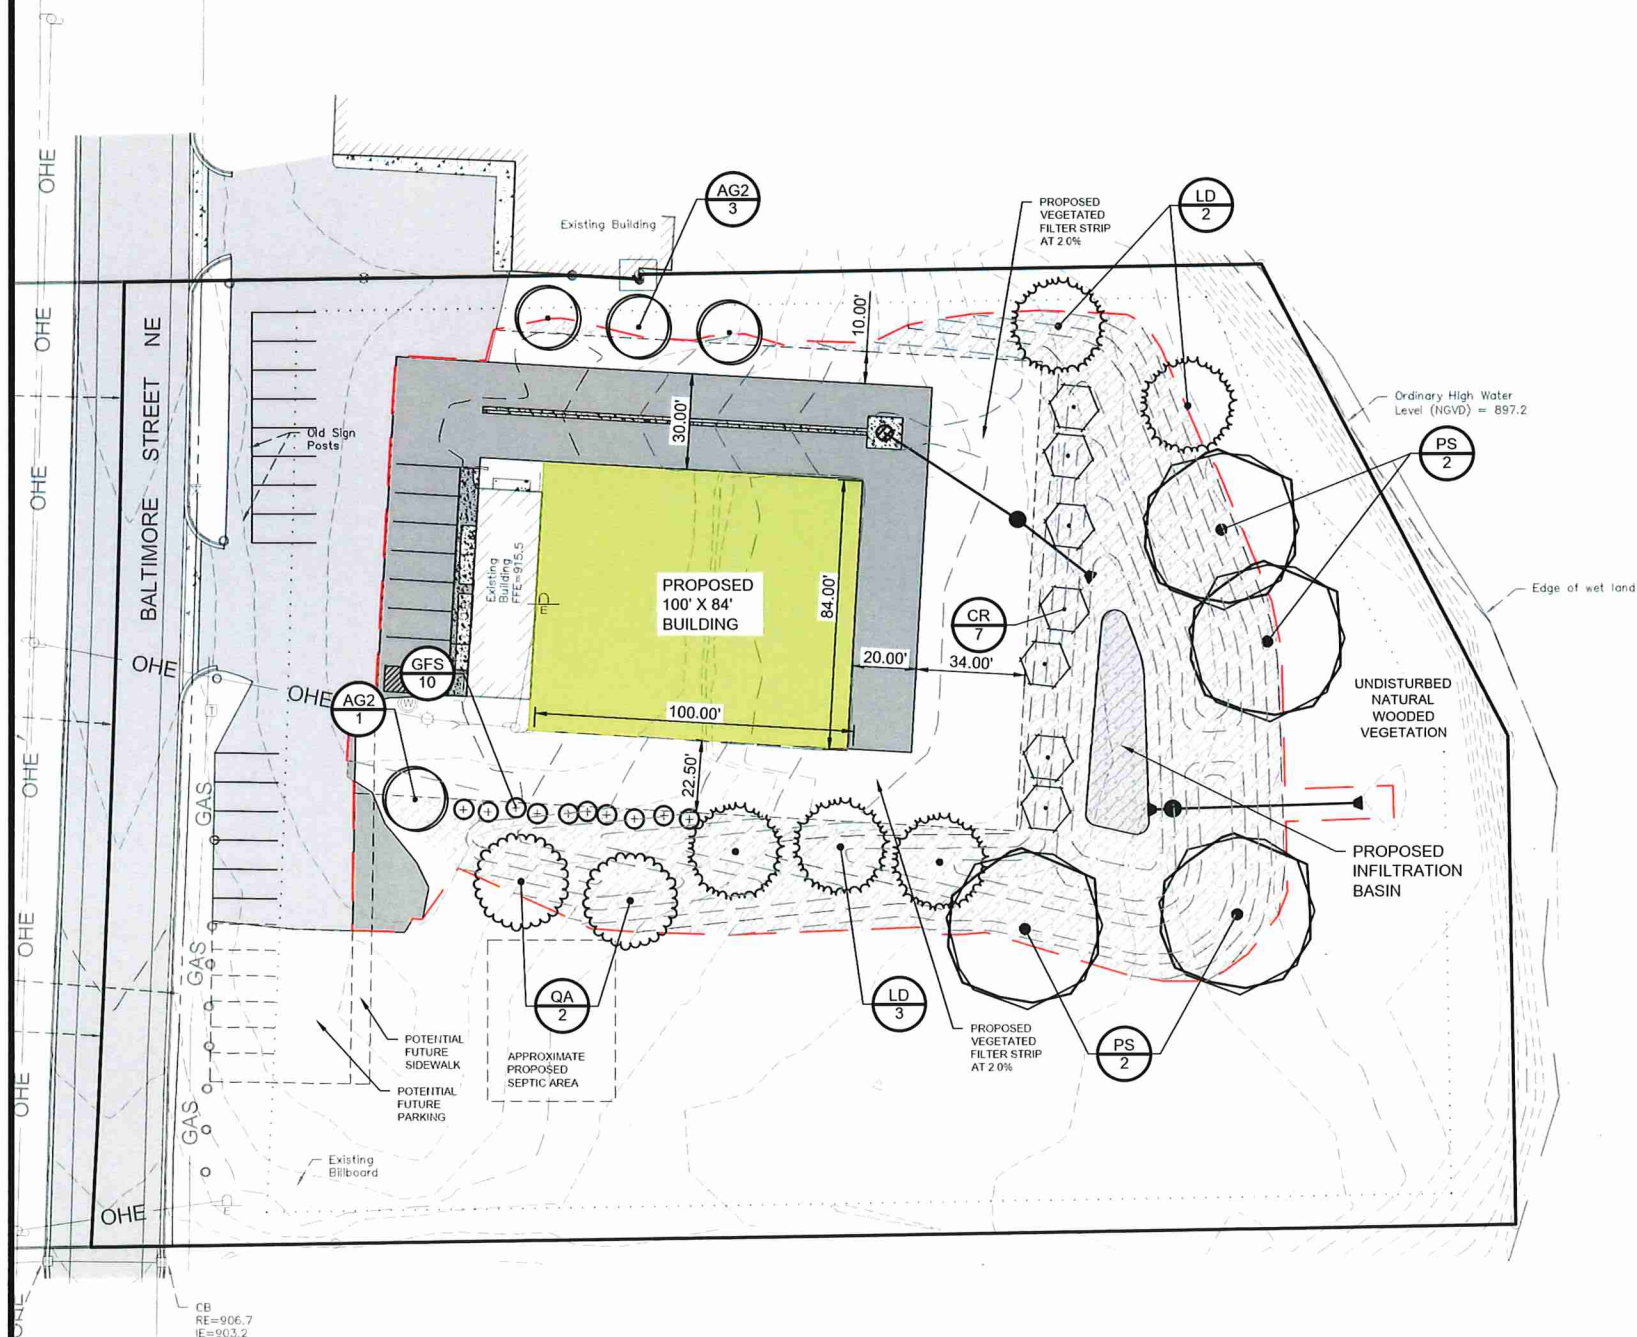 OHE
AG2
3
LD
2
PROPOSED
VEGETATED
FILTER STRIP
AT 2.0%
Existing Building
OHE
BALTIMORE STREET NE
10.00'
30.00'
Old Sign
Posts
Ordinary High Water
Level (NGVD) = 897.2
PS
2
OHE
Existing
Building
FFE=915.5
E
PROPOSED
100' X 84'
BUILDING
84.00'
CR
7
Edge of wet land
20.00'
34.00'
OHE
OHE
GFS
10
AG2
1
W
100.00'
UNDISTURBED
NATURAL
WOODED
VEGETATION
22.50'
OHE
GAS
PROPOSED
INFILTRATION
BASIN
OHE
GAS
QA
2
LD
3
PROPOSED
VEGETATED
FILTER STRIP
AT 2.0%
PS
2
POTENTIAL
FUTURE
SIDEWALK
APPROXIMATE
PROPOSED
SEPTIC AREA
POTENTIAL
FUTURE
PARKING
OHE
GAS
Existing
Billboard
OHE
E
CB
RE=906.7
IE=903.2
OHE